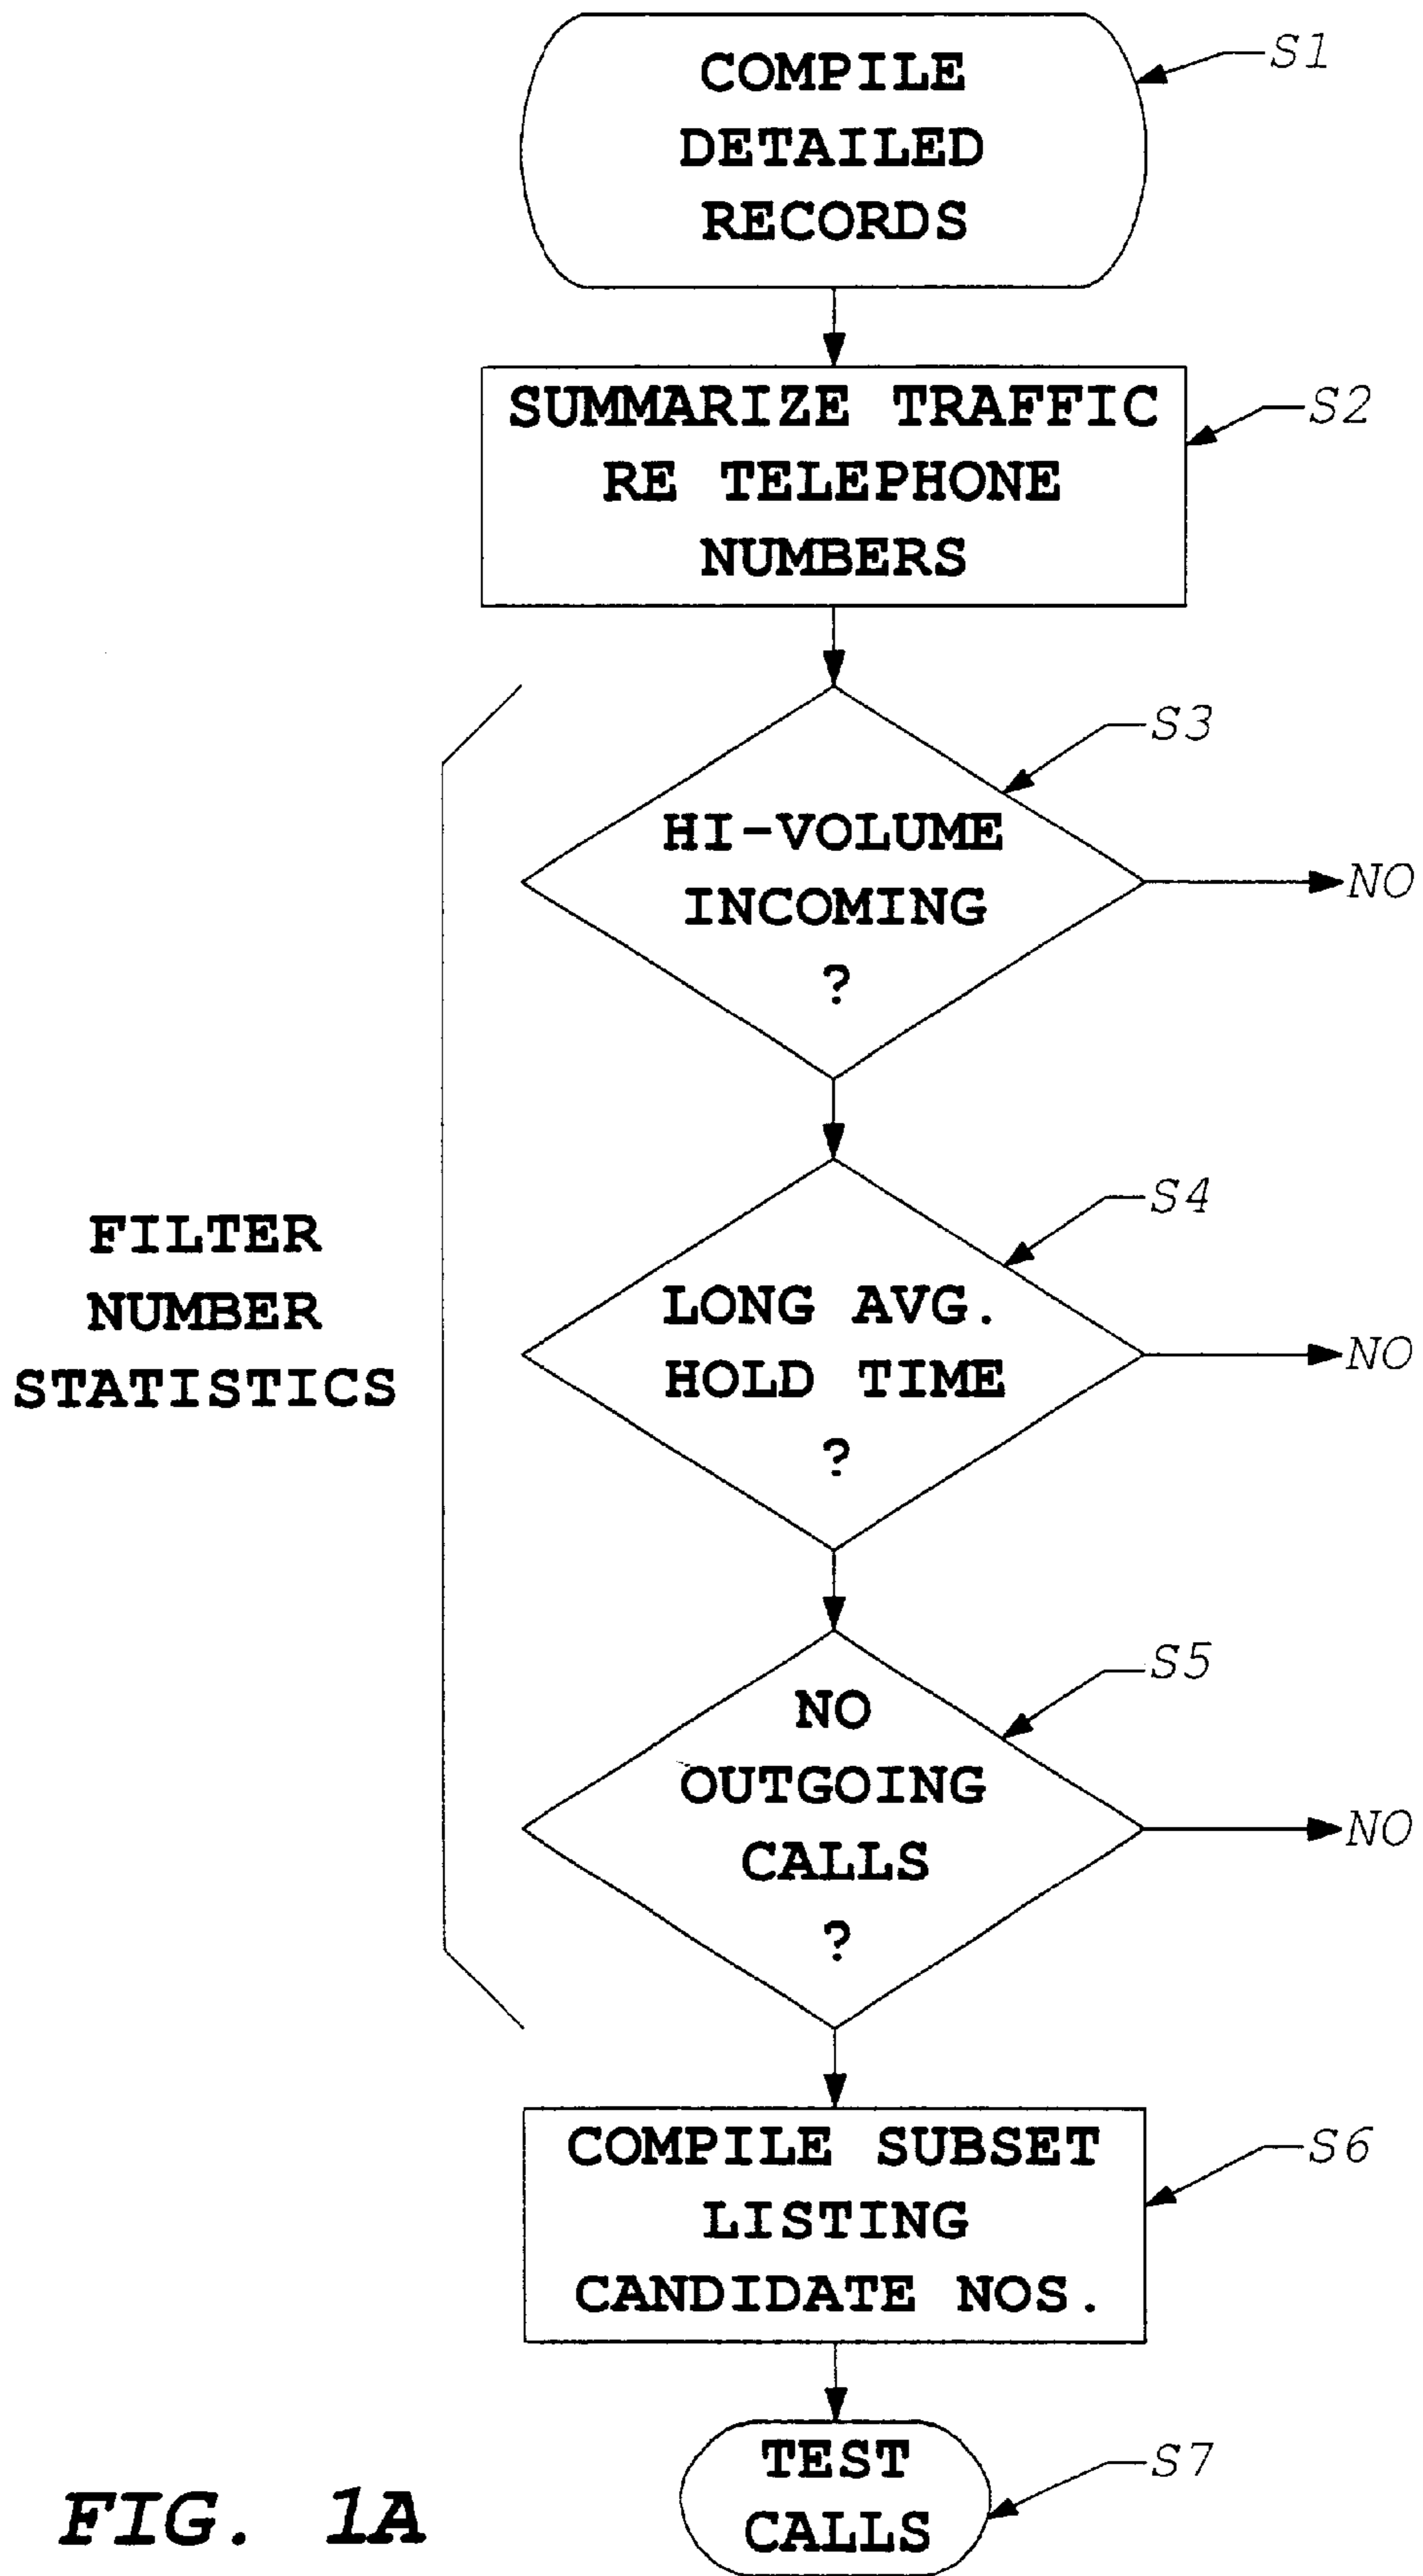 COMPILE
DETAILED
RECORDS
S1
SUMMARIZE TRAFFIC
RE TELEPHONE
NUMBERS
S2
HI-VOLUME
INCOMING
?
S3
NO
FILTER
NUMBER
STATISTICS
LONG AVG.
HOLD TIME
?
S4
NO
NO
OUTGOING
CALLS
?
S5
NO
COMPILE SUBSET
LISTING
CANDIDATE NOS.
S6
TEST
CALLS
S7
FIG. 1A